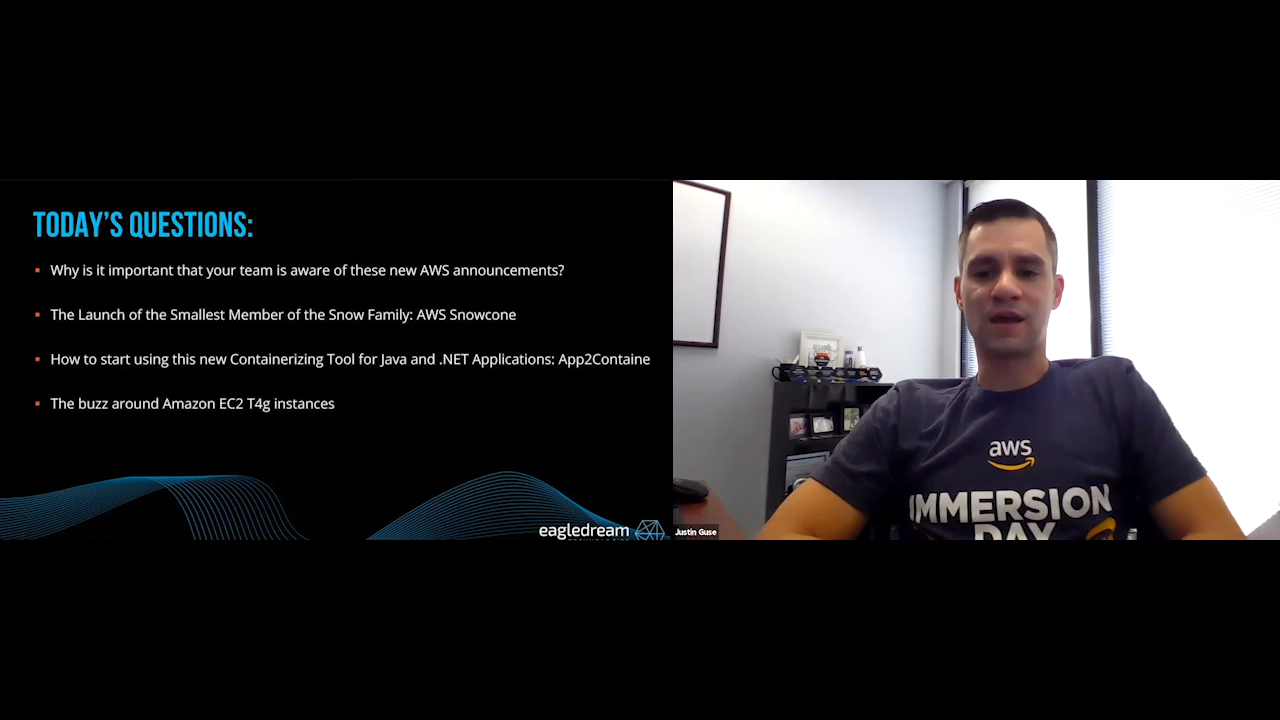 TODAY'S QUESTIONS:
Why is it important that your team is aware of these new AWS announcements?
The Launch of the Smallest Member of the Snow Family: AWS Snowcone
How to start using this new Containerizing Tool for Java and .NET Applications: App2Containe
The buzz around Amazon EC2 T4g instances
eagledream
aws
IMMERSION
DAY
Justin Guse